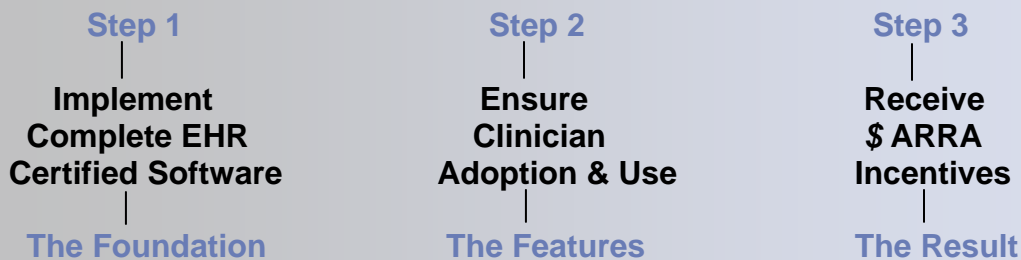 Step 1
Implement
Complete EHR
Certified Software
The Foundation
Step 2
Ensure
Clinician
Adoption & Use
The Features
Step 3
Receive
$ ARRA
Incentives
The Result